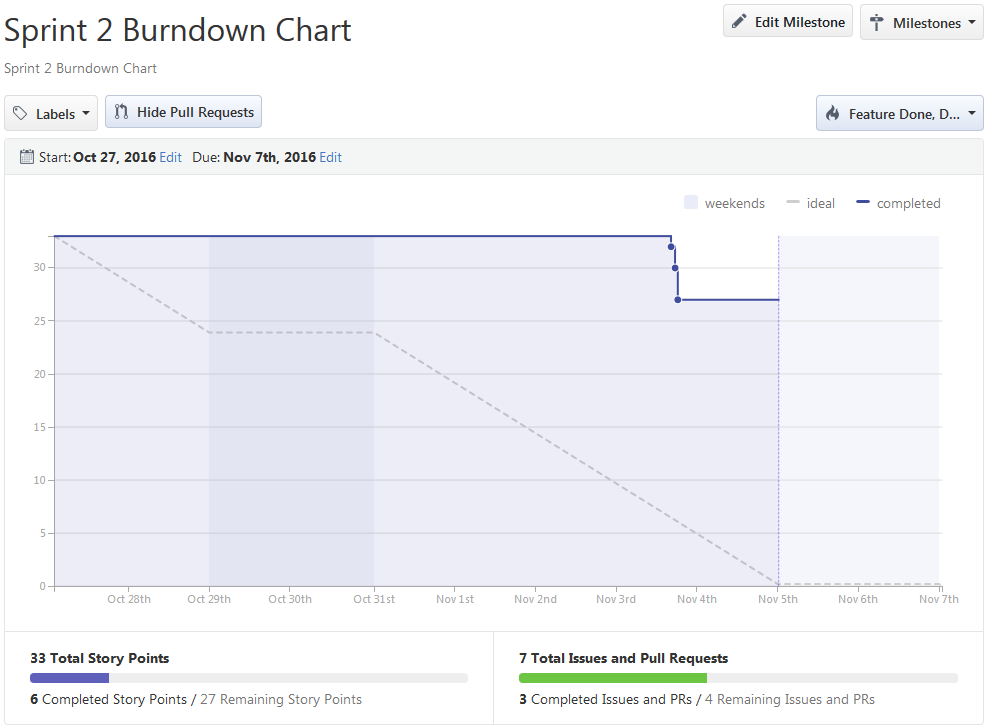 Sprint 2 Burndown Chart
Edit Milestone
Milestones
Sprint 2 Burndown Chart
Labels
Hide Pull Requests
Feature Done, D...
Start: Oct 27, 2016 Edit Due: Nov 7th, 2016 Edit
weekends ideal completed
30
25
20
15
10
5
0
Oct 28th Oct 29th Oct 30th Oct 31st Nov 1st Nov 2nd Nov 3rd Nov 4th Nov 5th Nov 6th Nov 7th
33 Total Story Points
6 Completed Story Points / 27 Remaining Story Points
7 Total Issues and Pull Requests
3 Completed Issues and PRs / 4 Remaining Issues and PRs